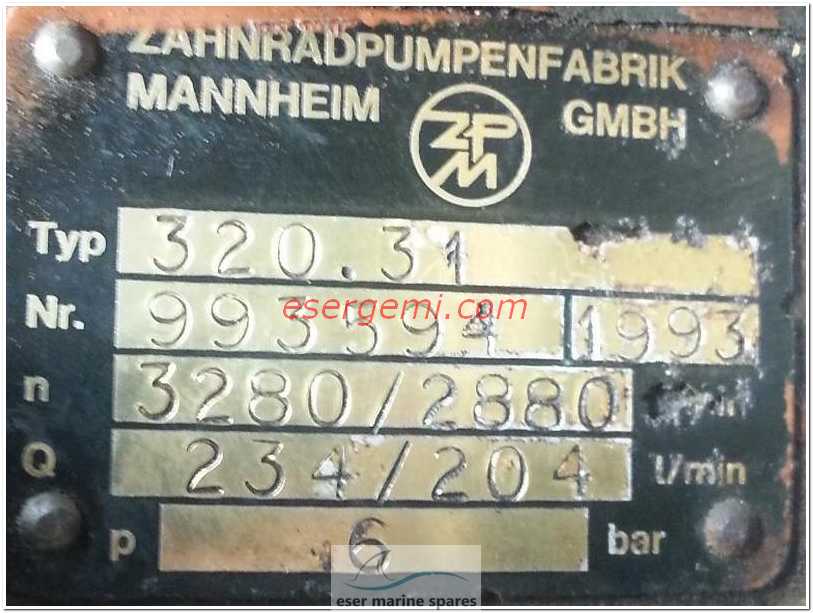 ZAHNRADPUMPENFABRIK
MANNHEIM ZPM GMBH
Typ 320.31
Nr. 993594 1993
esergemi.com
n 3280/2880
Q 234/204 l/min
p 6 bar
eser marine spares